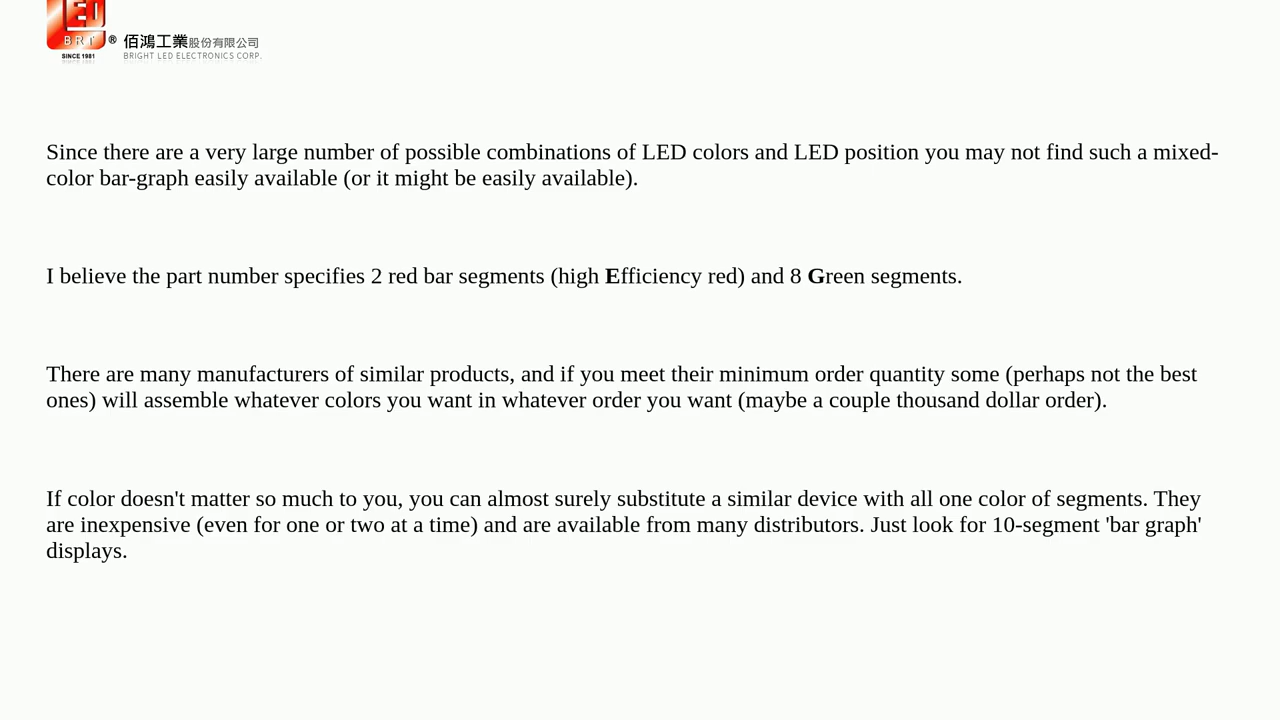 LED
BRT ®
SINCE 1981
佰鴻工業股份有限公司
BRIGHT LED ELECTRONICS CORP.
Since there are a very large number of possible combinations of LED colors and LED position you may not find such a mixed-
color bar-graph easily available (or it might be easily available).
I believe the part number specifies 2 red bar segments (high Efficiency red) and 8 Green segments.
There are many manufacturers of similar products, and if you meet their minimum order quantity some (perhaps not the best
ones) will assemble whatever colors you want in whatever order you want (maybe a couple thousand dollar order).
If color doesn't matter so much to you, you can almost surely substitute a similar device with all one color of segments. They
are inexpensive (even for one or two at a time) and are available from many distributors. Just look for 10-segment 'bar graph'
displays.